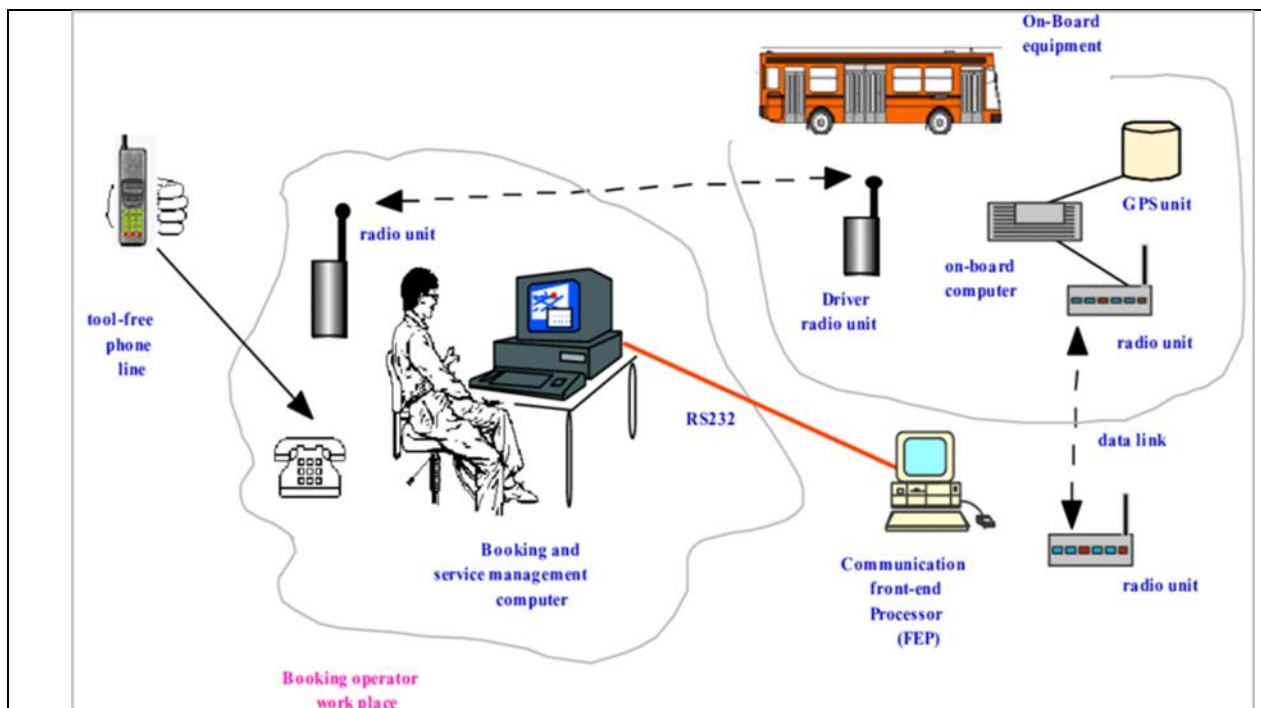 On-Board
equipment
GPS unit
radio unit
on-board
computer
tool-free
phone
line
Driver
radio unit
radio unit
RS232
data link
Booking and
service management
computer
Communication
front-end
Processor
(FEP)
radio unit
Booking operator
work place